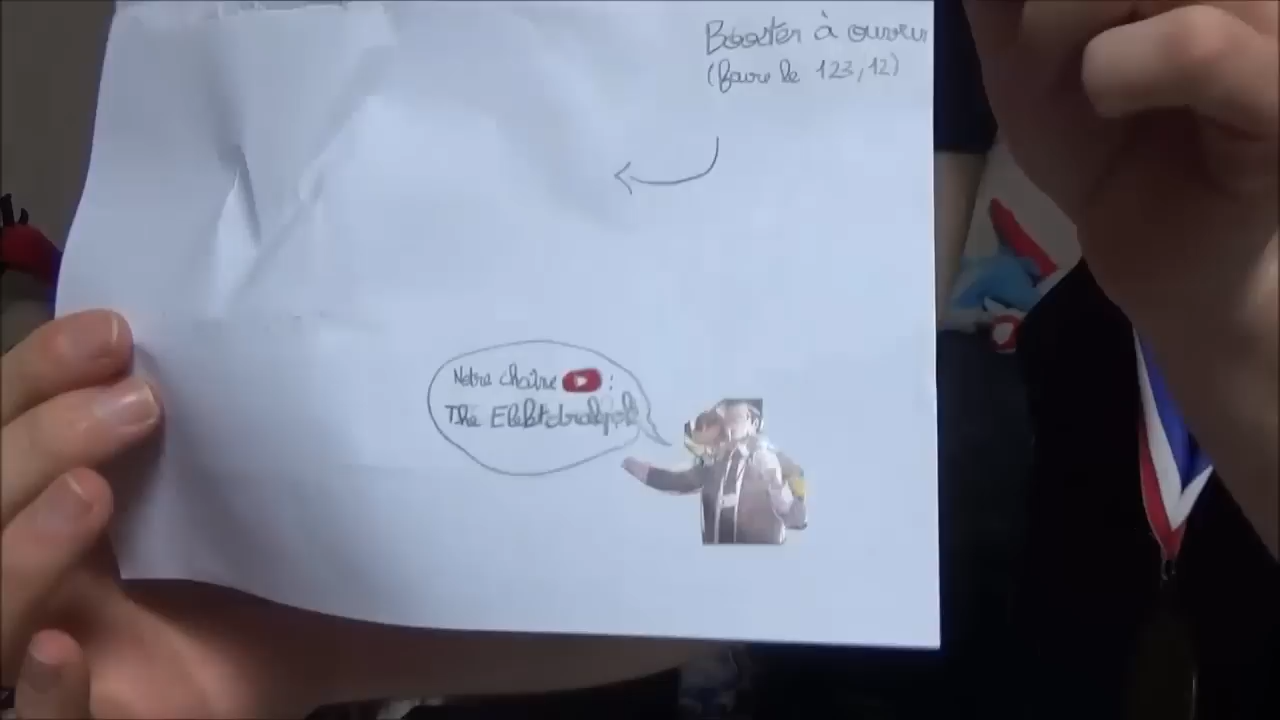 Booster à ouvrir
(faire le 123,12)
Notre chaîne :
The